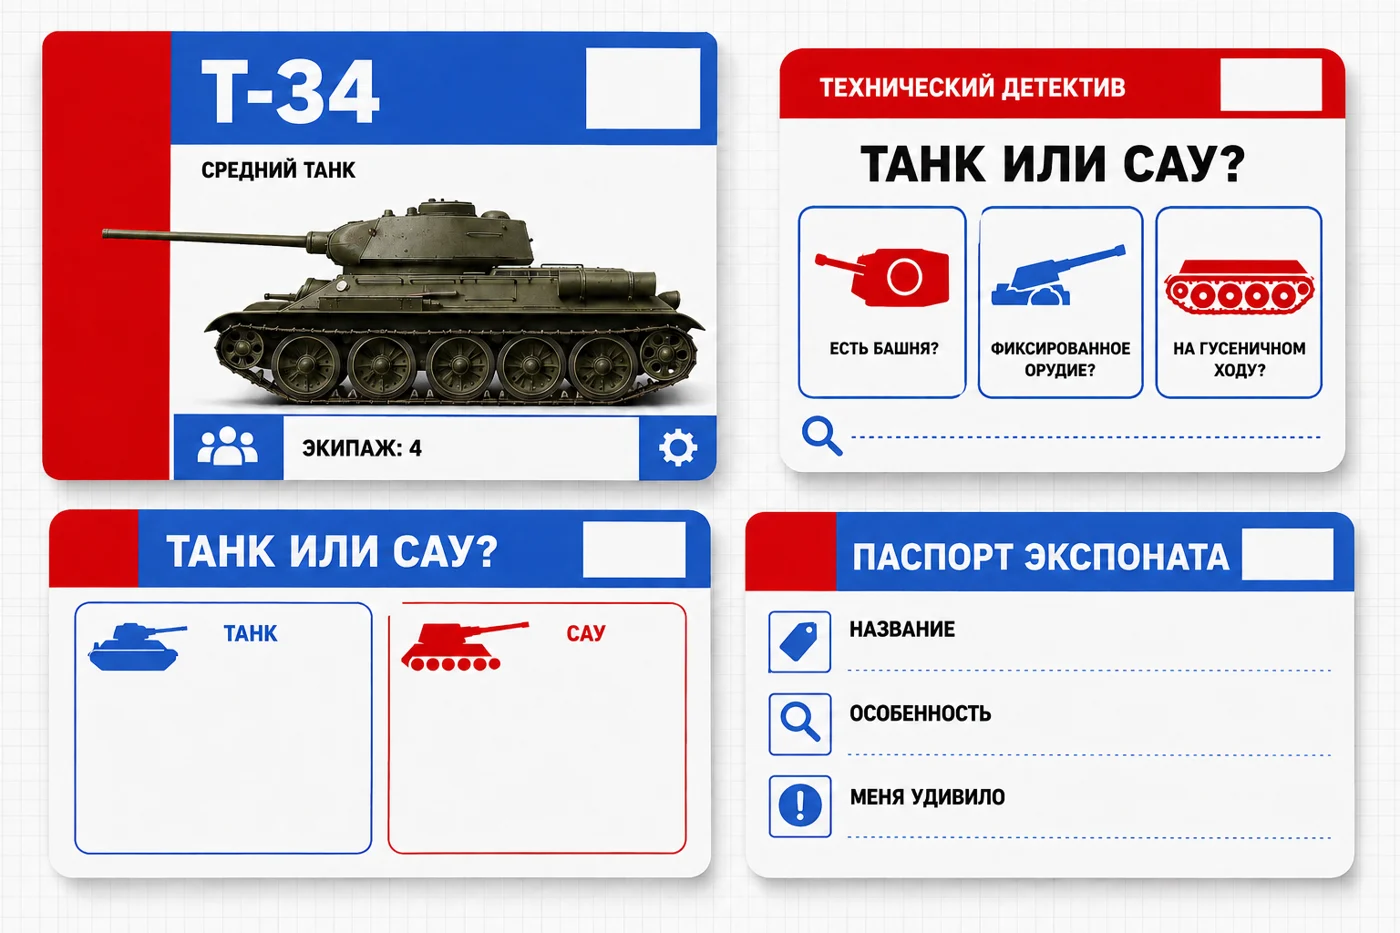 Т-34
СРЕДНИЙ ТАНК
ЭКИПАЖ: 4
ТЕХНИЧЕСКИЙ ДЕТЕКТИВ
ТАНК ИЛИ САУ?
ЕСТЬ БАШНЯ?
ФИКСИРОВАННОЕ
ОРУДИЕ?
НА ГУСЕНИЧНОМ
ХОДУ?
ТАНК ИЛИ САУ?
ТАНК
САУ
ПАСПОРТ ЭКСПОНАТА
НАЗВАНИЕ
ОСОБЕННОСТЬ
МЕНЯ УДИВИЛО